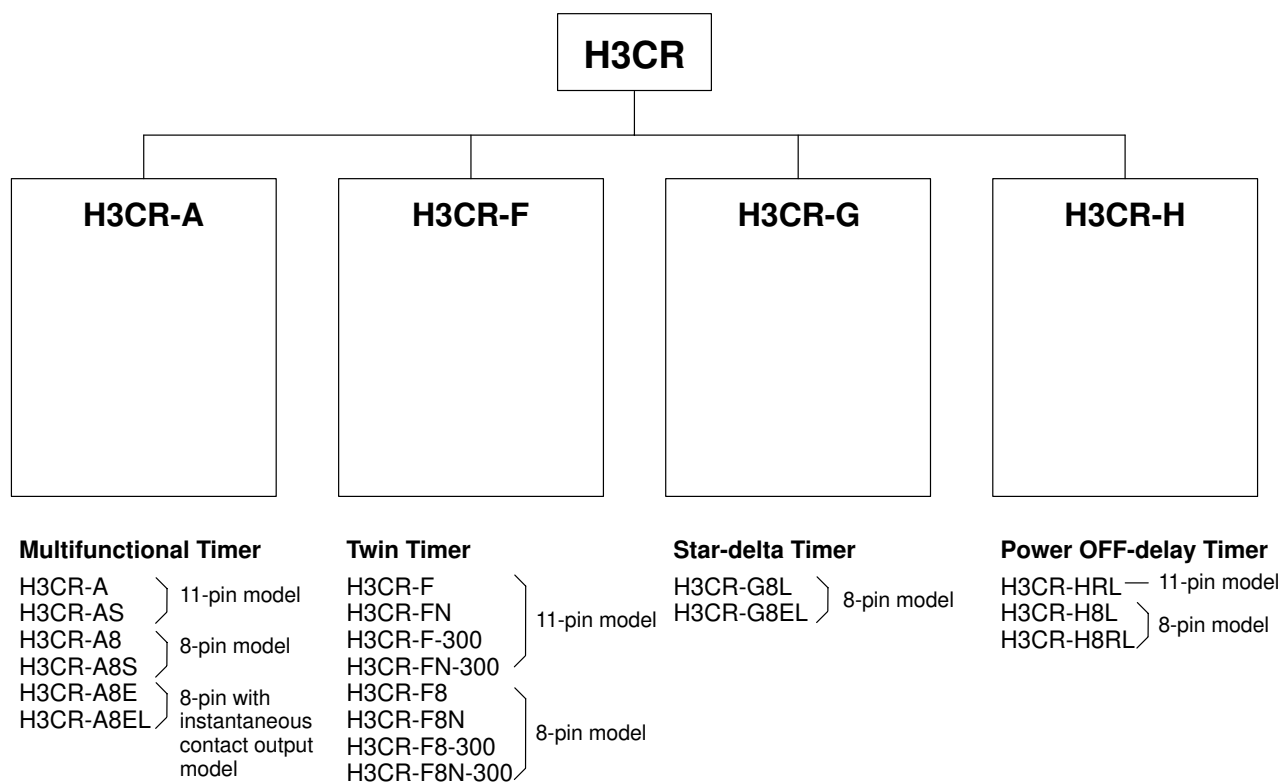 H3CR
H3CR-A
H3CR-F
H3CR-G
H3CR-H
Multifunctional Timer
H3CR-A
H3CR-AS
11-pin model
H3CR-A8
H3CR-A8S
8-pin model
H3CR-A8E
H3CR-A8EL
8-pin with
instantaneous
contact output
model
Twin Timer
H3CR-F
H3CR-FN
H3CR-F-300
H3CR-FN-300
11-pin model
H3CR-F8
H3CR-F8N
H3CR-F8-300
H3CR-F8N-300
8-pin model
Star-delta Timer
H3CR-G8L
H3CR-G8EL
8-pin model
Power OFF-delay Timer
H3CR-HRL
11-pin model
H3CR-H8L
H3CR-H8RL
8-pin model